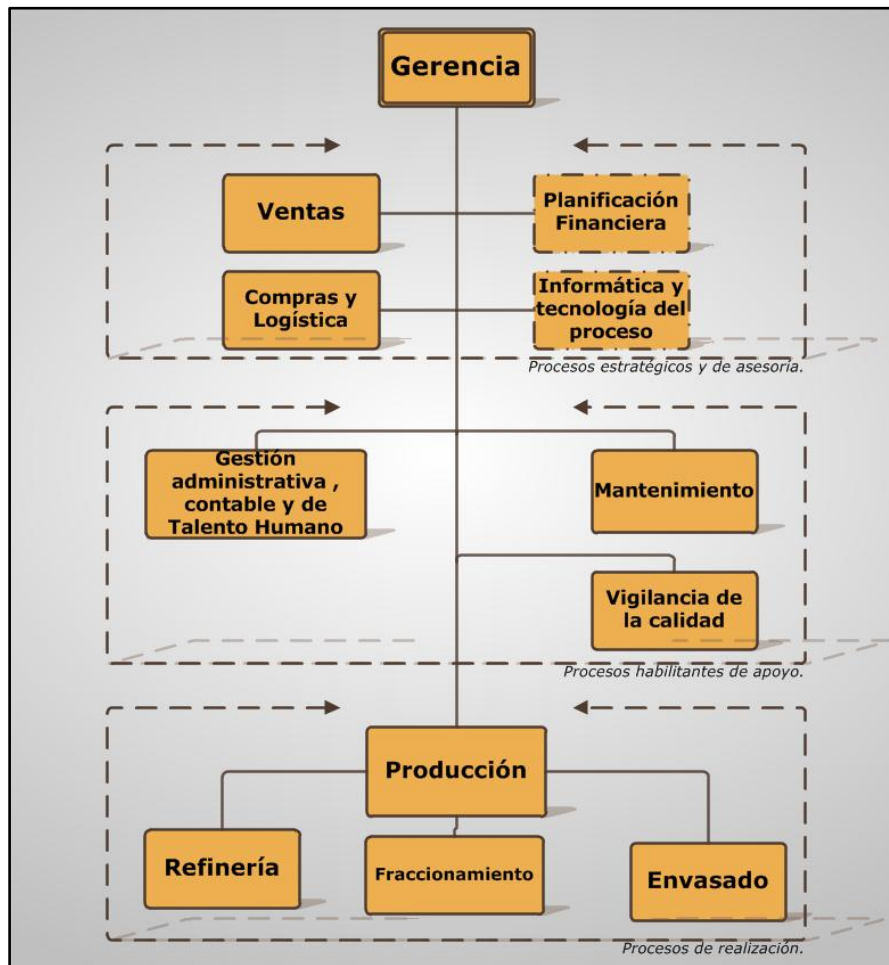 Gerencia
Ventas
Planificación
Financiera
Compras y
Logística
Informática y
tecnología del
proceso
Procesos estratégicos y de asesoría.
Gestión
administrativa ,
contable y de
Talento Humano
Mantenimiento
Vigilancia de
la calidad
Procesos habilitantes de apoyo.
Producción
Refinería
Fraccionamiento
Envasado
Procesos de realización.